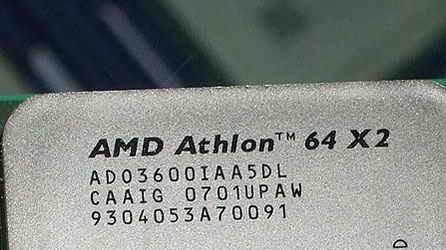 AMD Athlon™ 64 X2
ADO3600IAA5DL
CAAIG 0701UPAW
9304053A70091
D